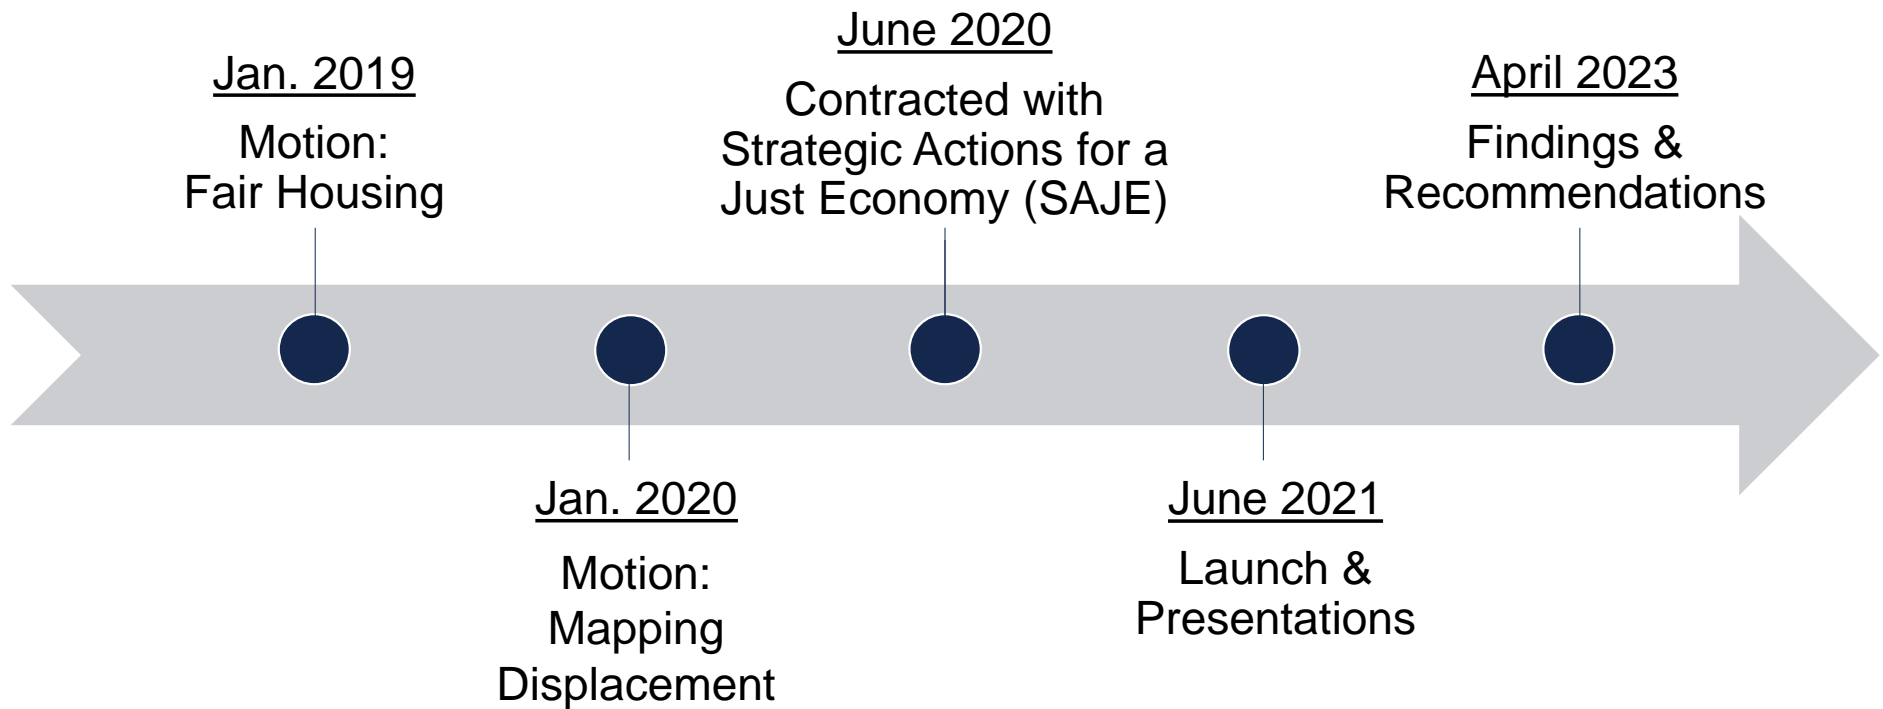 Jan. 2019
Motion:
Fair Housing
Jan. 2020
Motion:
Mapping
Displacement
June 2020
Contracted with
Strategic Actions for a
Just Economy (SAJE)
June 2021
Launch &
Presentations
April 2023
Findings &
Recommendations